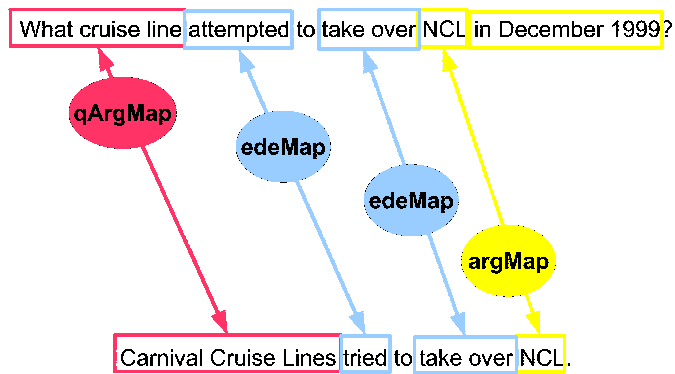 What cruise line attempted to take over NCL in December 1999?
qArgMap
edeMap
edeMap
argMap
Carnival Cruise Lines tried to take over NCL.